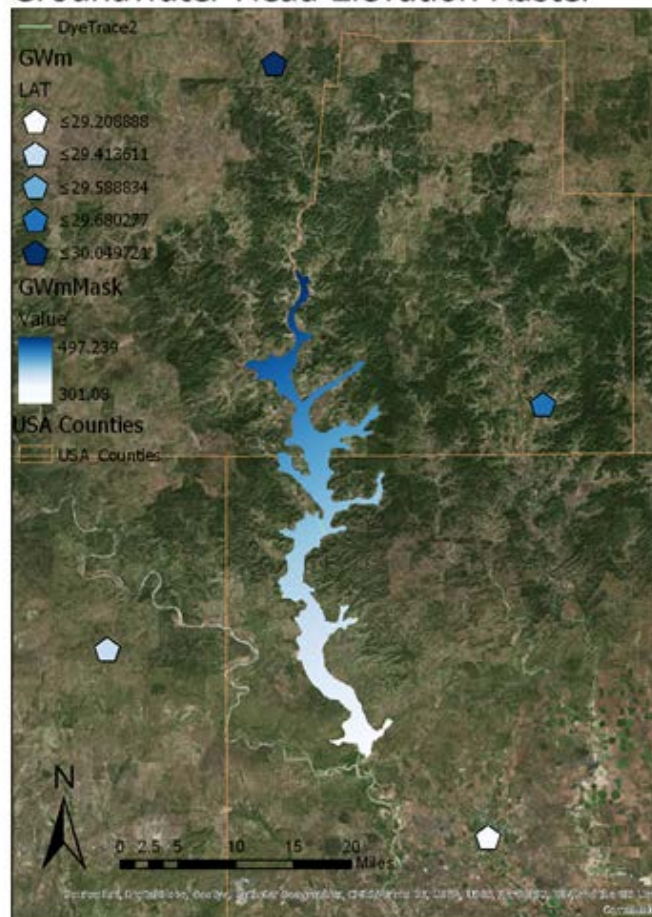 Groundwater Head Elevation Raster
DyeTrace2
GWm
LAT
≤29.208888
≤29.413611
≤29.588834
≤29.680277
≤30.049721
GWmMask
Value
497.239
301.09
USA Counties
USA_Counties
N
0 2.5 5 10 15 20
Miles